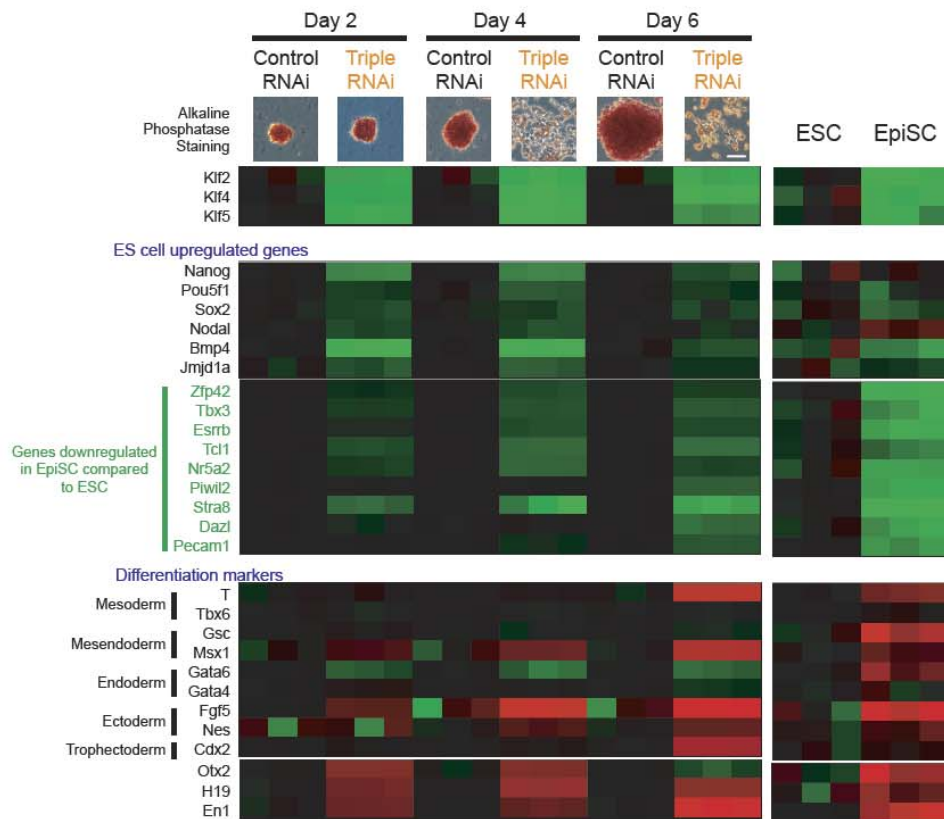 Day 2 Day 4 Day 6
Control RNAi Triple RNAi Control RNAi Triple RNAi Control RNAi Triple RNAi
Alkaline
Phosphatase
Staining
ESC EpiSC
Klf2
Klf4
Klf5
ES cell upregulated genes
Nanog
Pou5f1
Sox2
Nodal
Bmp4
Jmjd1a
Genes downregulated
in EpiSC compared
to ESC
Zfp42
Tbx3
Esrrb
Tcl1
Nr5a2
Piwil2
Stra8
Dazl
Pecam1
Differentiation markers
Mesoderm
T
Tbx6
Mesendoderm
Gsc
Msx1
Endoderm
Gata6
Gata4
Ectoderm
Fgf5
Nes
Trophectoderm
Cdx2
Otx2
H19
En1